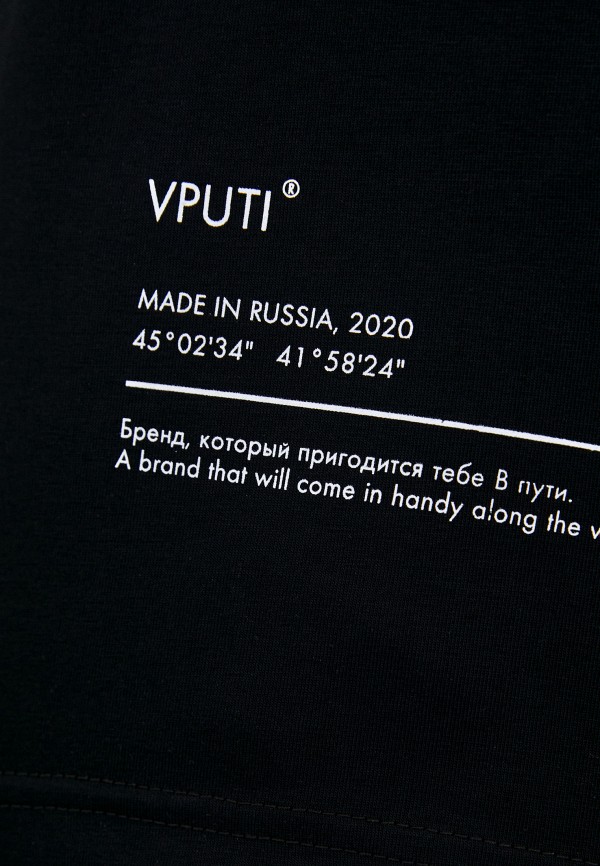 VPUTI®
MADE IN RUSSIA, 2020
45°02'34" 41°58'24"
Бренд, который пригодится тебе В пути.
A brand that will come in handy along the